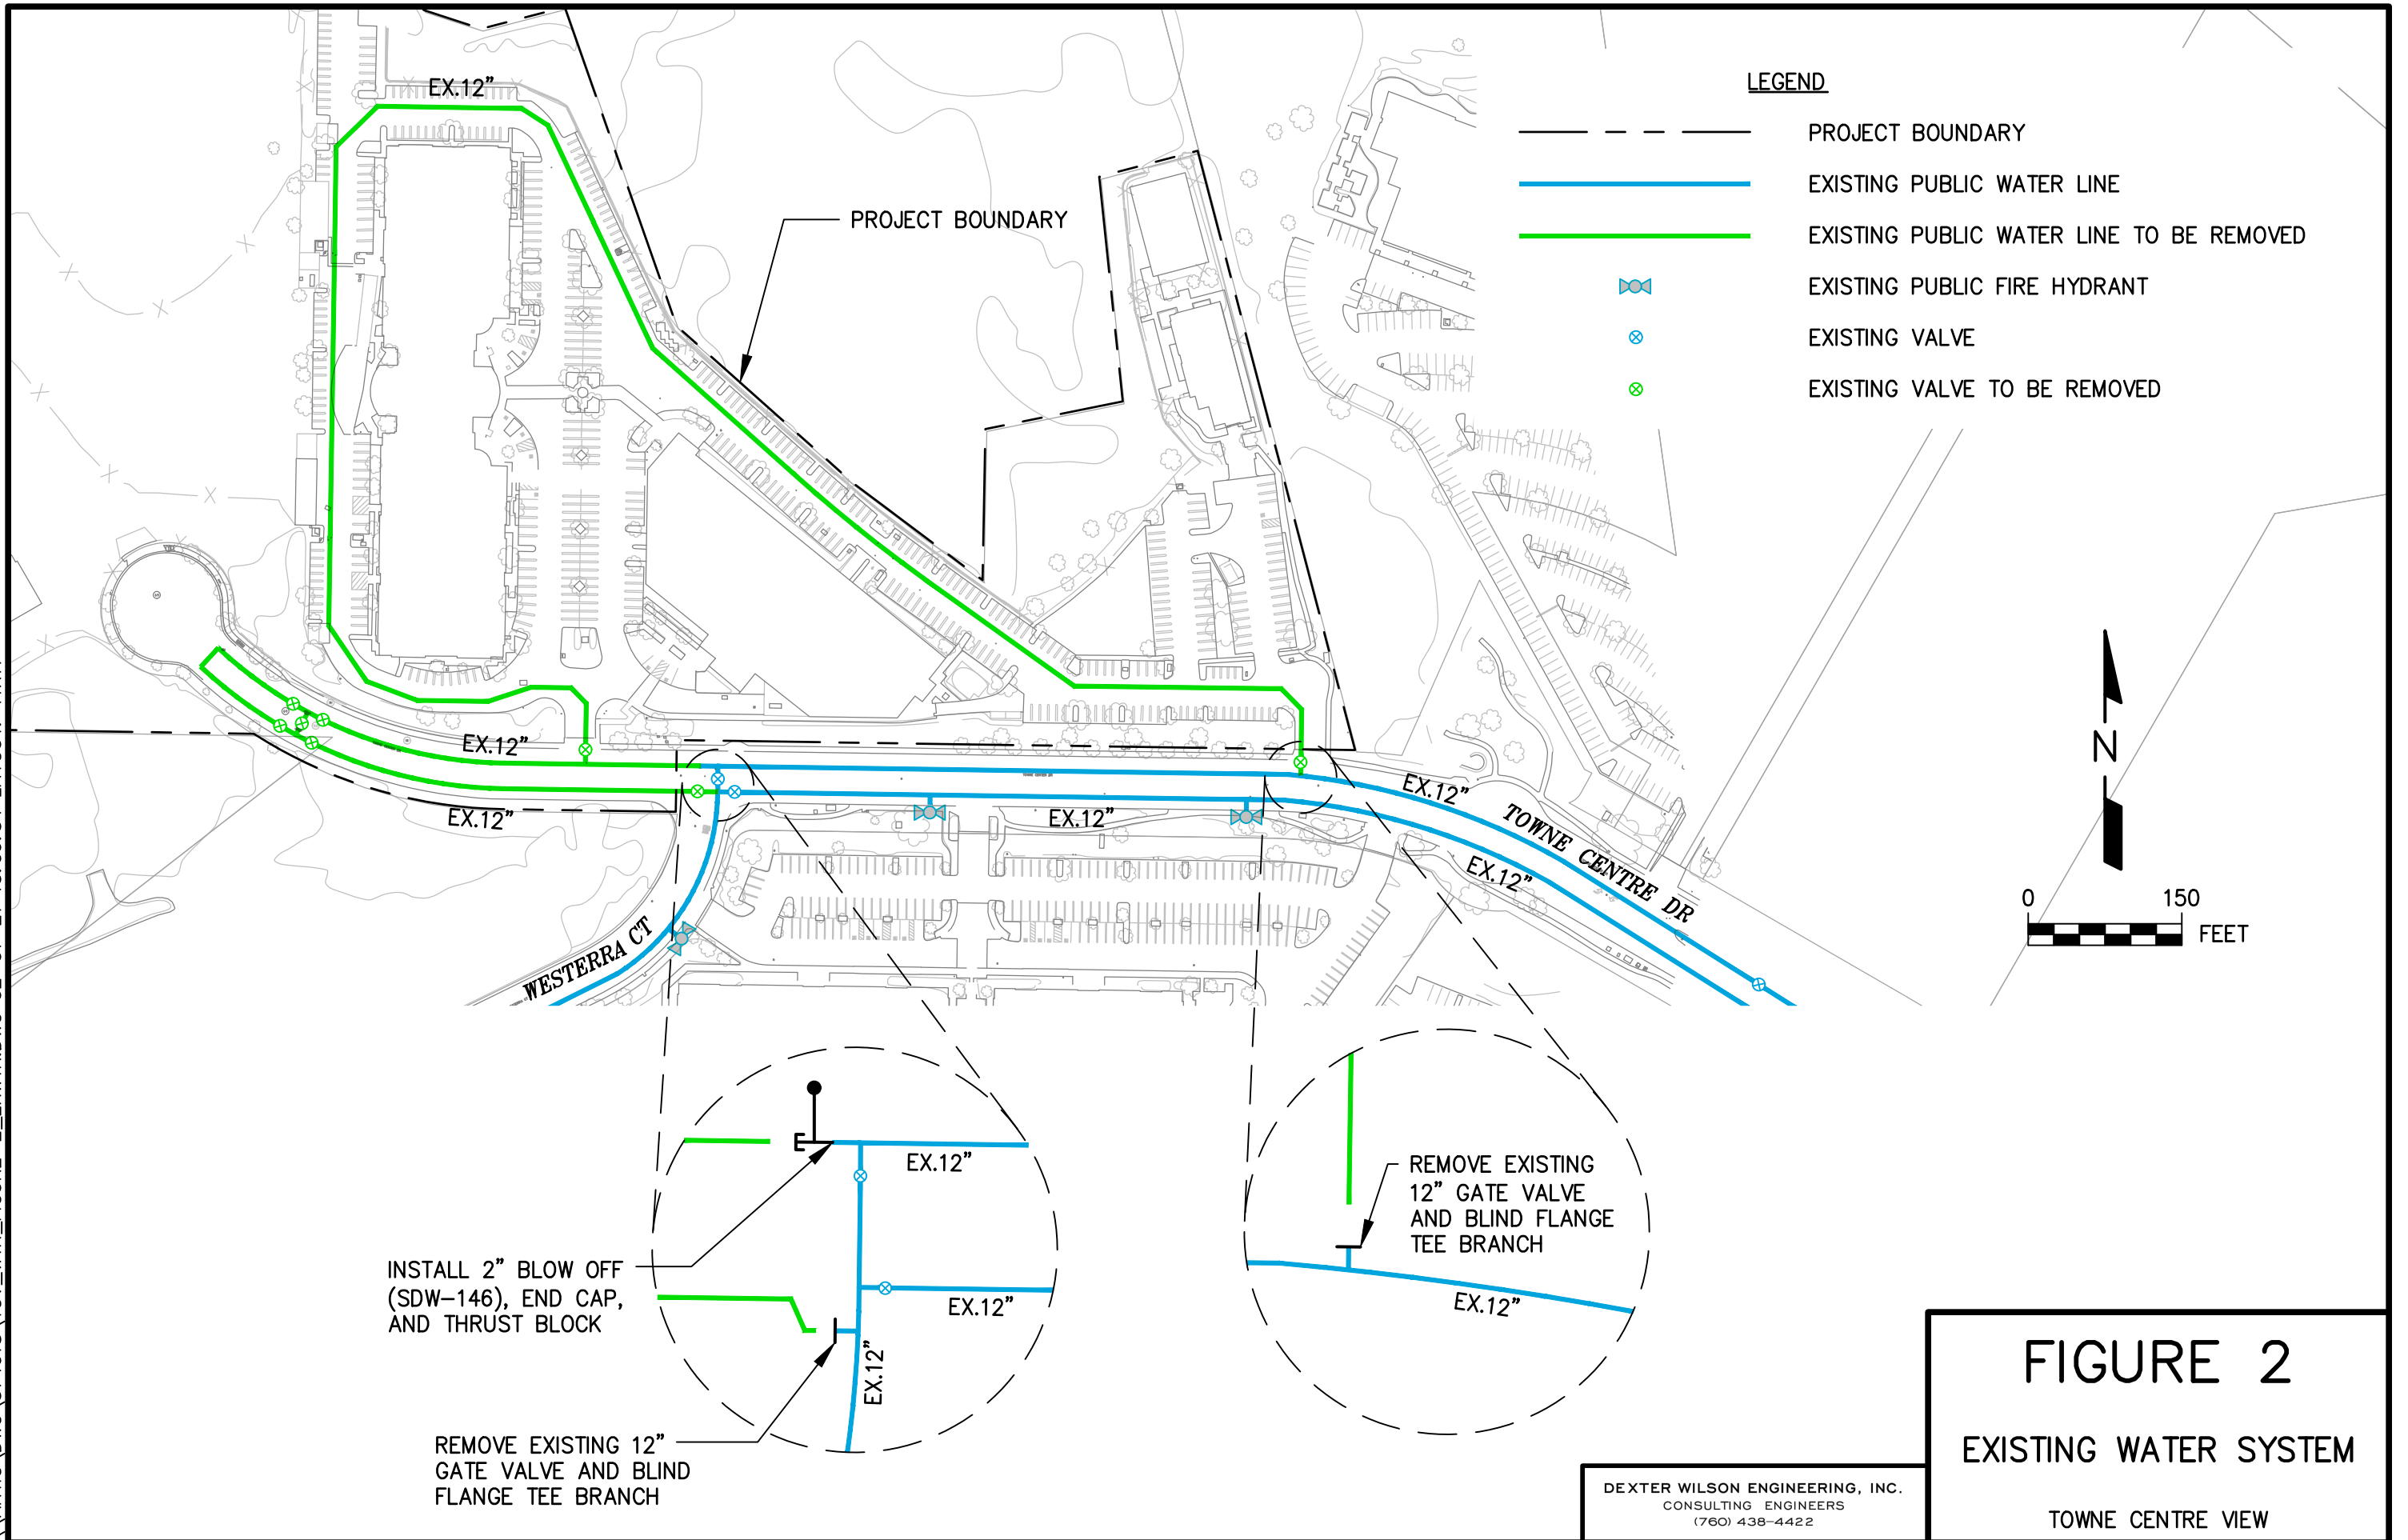 LEGEND
PROJECT BOUNDARY
EXISTING PUBLIC WATER LINE
EXISTING PUBLIC WATER LINE TO BE REMOVED
EXISTING PUBLIC FIRE HYDRANT
EXISTING VALVE
EXISTING VALVE TO BE REMOVED
EX.12"
PROJECT BOUNDARY
EX.12"
EX.12"
EX.12"
EX.12"
EX.12"
TOWNE CENTRE DR
WESTERRA CT
N
0 150
FEET
E
EX.12"
EX.12"
EX.12"
INSTALL 2" BLOW OFF
(SDW-146), END CAP,
AND THRUST BLOCK
REMOVE EXISTING 12"
GATE VALVE AND BLIND
FLANGE TEE BRANCH
REMOVE EXISTING
12" GATE VALVE
AND BLIND FLANGE
TEE BRANCH
EX.12"
DEXTER WILSON ENGINEERING, INC.
CONSULTING ENGINEERS
(760) 438-4422
FIGURE 2
EXISTING WATER SYSTEM
TOWNE CENTRE VIEW